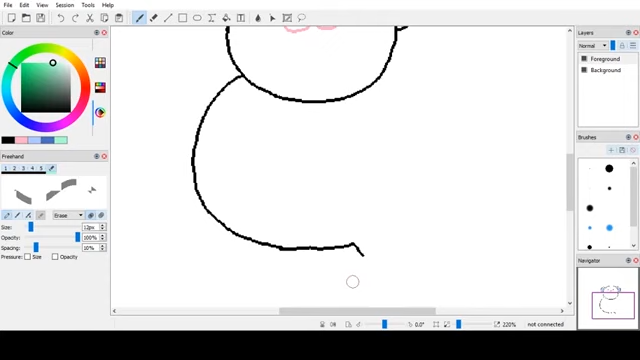 File Edit View Layers Tools Session Help
Color
Layers
Normal
Foreground
Background
Brushes
Freehand
1 2 3 4 5
Erase
Size: 12px
Opacity: 100%
Spacing: 10%
Pressure: Size Opacity
Navigator
0.0° 220% not connected